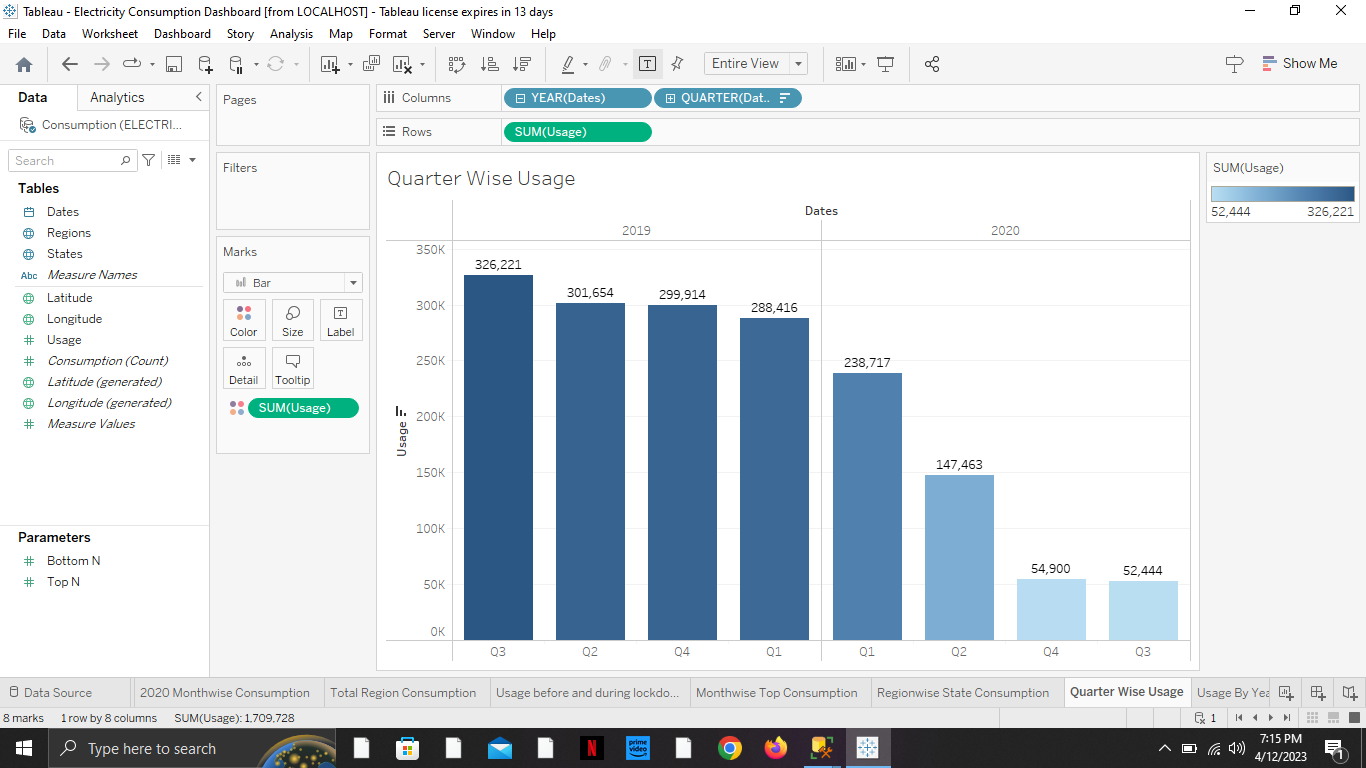 Tableau - Electricity Consumption Dashboard [from LOCALHOST] - Tableau license expires in 13 days
File Data Worksheet Dashboard Story Analysis Map Format Server Window Help
Entire View
Show Me
Data Analytics
Consumption (ELECTRI...
Search
Tables
Dates
Regions
States
Abc Measure Names
Latitude
Longitude
Usage
Consumption (Count)
Latitude (generated)
Longitude (generated)
Measure Values
Parameters
Bottom N
Top N
Pages
Filters
Marks
Bar
Color Size Label
Detail Tooltip
SUM(Usage)
Columns YEAR(Dates) QUARTER(Dat..
Rows SUM(Usage)
Quarter Wise Usage
Dates
2019 2020
Usage
350K
300K
250K
200K
150K
100K
50K
0K
326,221
301,654
299,914
288,416
238,717
147,463
54,900
52,444
Q3 Q2 Q4 Q1 Q1 Q2 Q4 Q3
SUM(Usage)
52,444 326,221
Data Source 2020 Monthwise Consumption Total Region Consumption Usage before and during lockdo... Monthwise Top Consumption Regionwise State Consumption Quarter Wise Usage Usage By Yea
8 marks 1 row by 8 columns SUM(Usage): 1,709,728 1
Type here to search
prime video
N
7:15 PM
4/12/2023
1